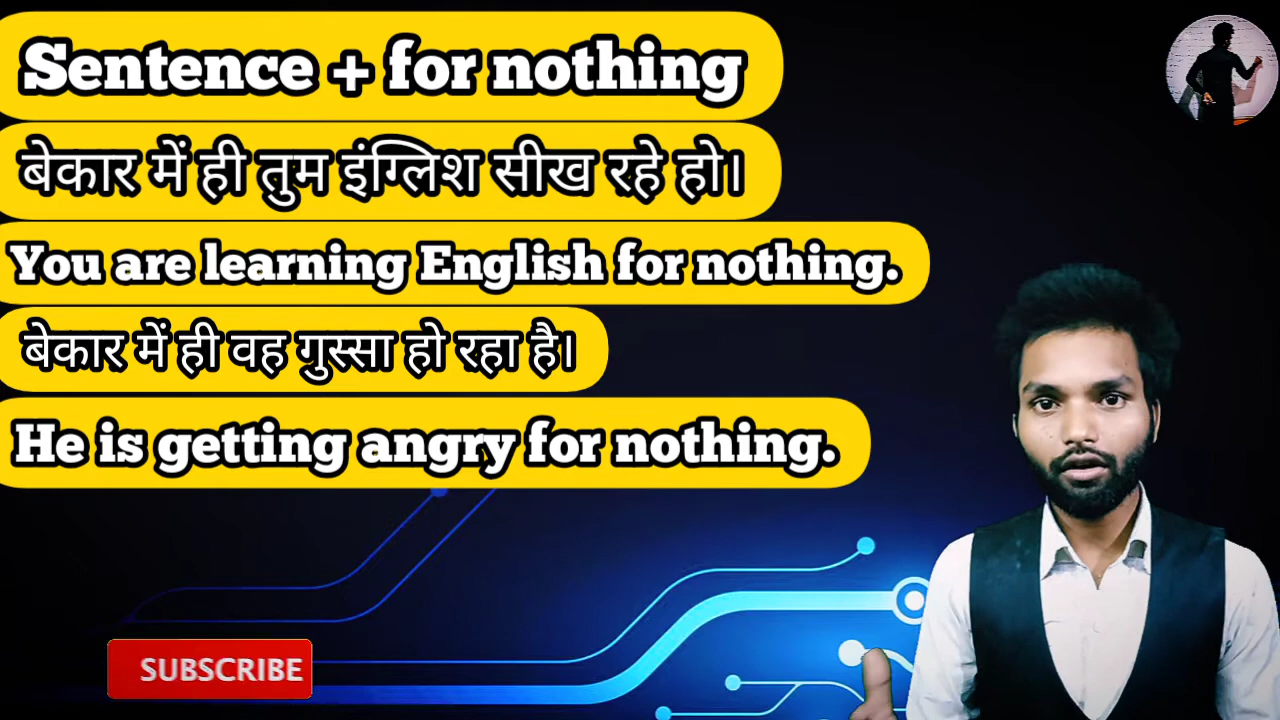 Sentence + for nothing
बेकार में ही तुम इंग्लिश सीख रहे हो।
You are learning English for nothing.
बेकार में ही वह गुस्सा हो रहा है।
He is getting angry for nothing.
SUBSCRIBE